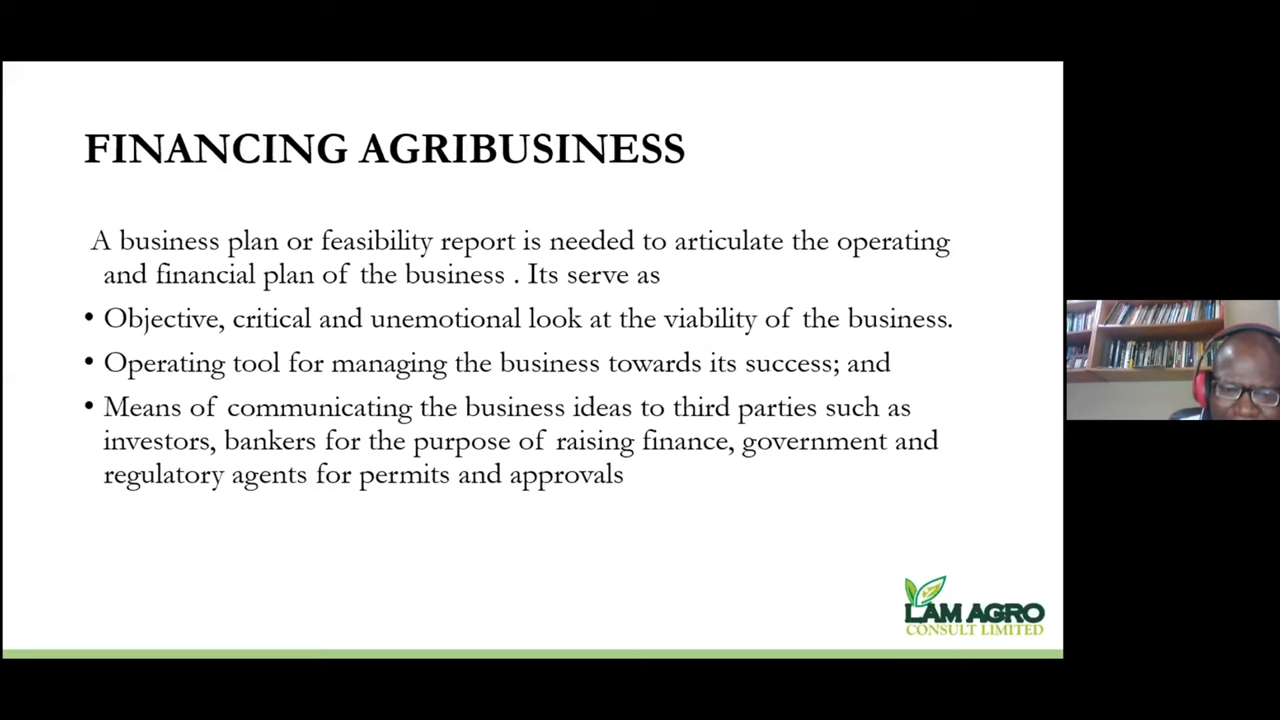 FINANCING AGRIBUSINESS
A business plan or feasibility report is needed to articulate the operating
and financial plan of the business . Its serve as
• Objective, critical and unemotional look at the viability of the business.
• Operating tool for managing the business towards its success; and
• Means of communicating the business ideas to third parties such as
investors, bankers for the purpose of raising finance, government and
regulatory agents for permits and approvals
LAM AGRO
CONSULT LIMITED